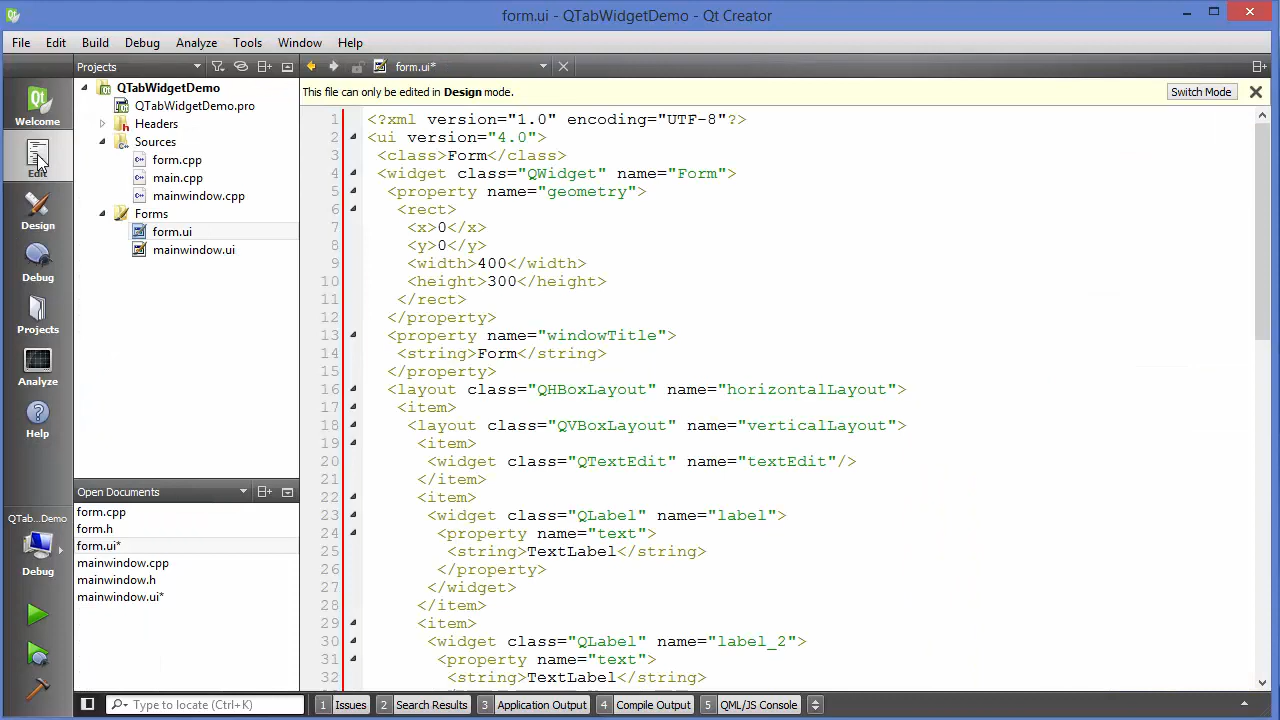 form.ui - QTabWidgetDemo - Qt Creator
File Edit Build Debug Analyze Tools Window Help
Projects
form.ui*
Welcome
Edit
Design
Debug
Projects
Analyze
Help
QTab...Demo
Debug
QTabWidgetDemo
QTabWidgetDemo.pro
Headers
Sources
form.cpp
main.cpp
mainwindow.cpp
Forms
form.ui
mainwindow.ui
Open Documents
form.cpp
form.h
form.ui*
mainwindow.cpp
mainwindow.h
mainwindow.ui*
This file can only be edited in Design mode.
Switch Mode
1 <?xml version="1.0" encoding="UTF-8"?>
2 <ui version="4.0">
3 <class>Form</class>
4 <widget class="QWidget" name="Form">
5 <property name="geometry">
6 <rect>
7 <x>0</x>
8 <y>0</y>
9 <width>400</width>
10 <height>300</height>
11 </rect>
12 </property>
13 <property name="windowTitle">
14 <string>Form</string>
15 </property>
16 <layout class="QHBoxLayout" name="horizontalLayout">
17 <item>
18 <layout class="QVBoxLayout" name="verticalLayout">
19 <item>
20 <widget class="QTextEdit" name="textEdit"/>
21 </item>
22 <item>
23 <widget class="QLabel" name="label">
24 <property name="text">
25 <string>TextLabel</string>
26 </property>
27 </widget>
28 </item>
29 <item>
30 <widget class="QLabel" name="label_2">
31 <property name="text">
32 <string>TextLabel</string>
Type to locate (Ctrl+K)
1 Issues 2 Search Results 3 Application Output 4 Compile Output 5 QML/JS Console